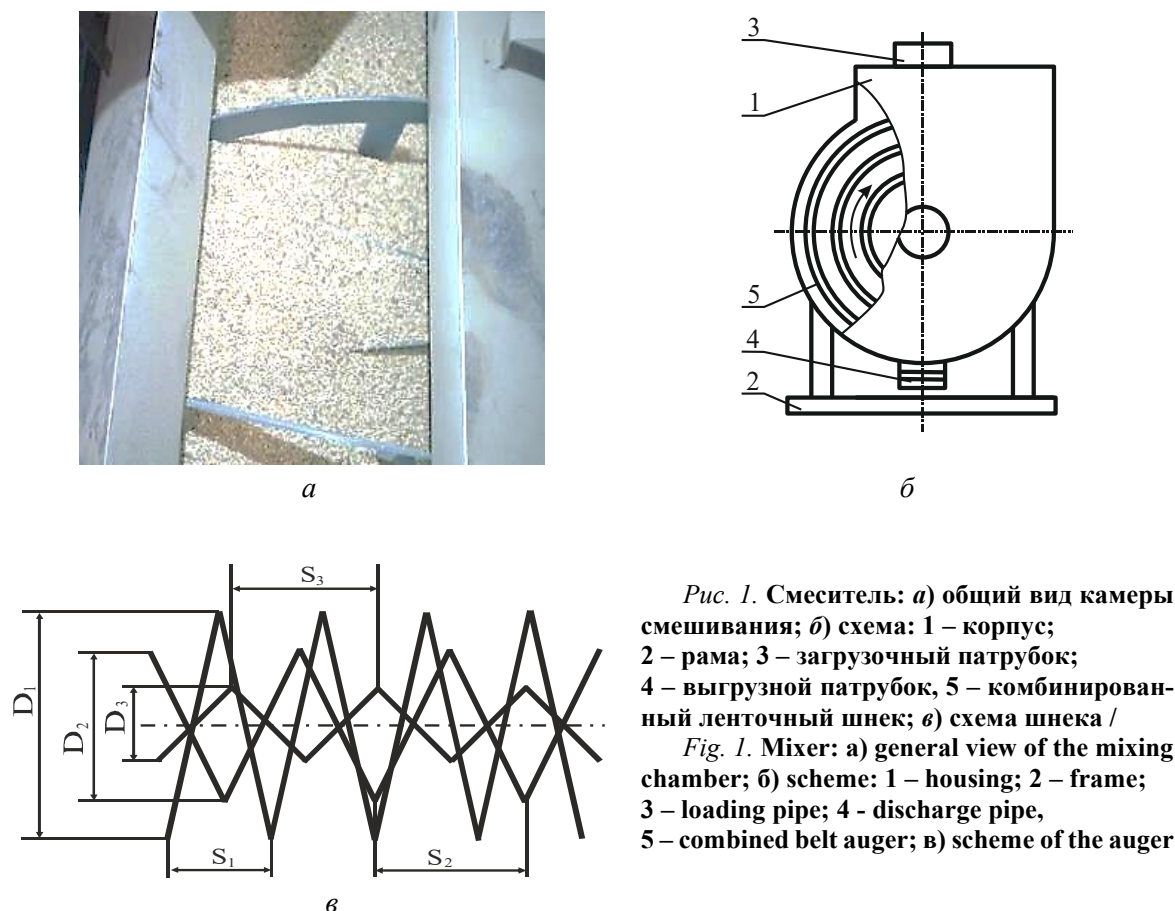 3
1
5
4
2
а
б
S₃
D₁
D₂
D₃
S₁
S₂
в
Рис. 1. Смеситель: а) общий вид камеры
смешивания; б) схема: 1 – корпус;
2 – рама; 3 – загрузочный патрубок;
4 – выгрузной патрубок, 5 – комбинирован-
ный ленточный шнек; в) схема шнека /
Fig. 1. Mixer: a) general view of the mixing
chamber; б) scheme: 1 – housing; 2 – frame;
3 – loading pipe; 4 - discharge pipe,
5 – combined belt auger; в) scheme of the auger